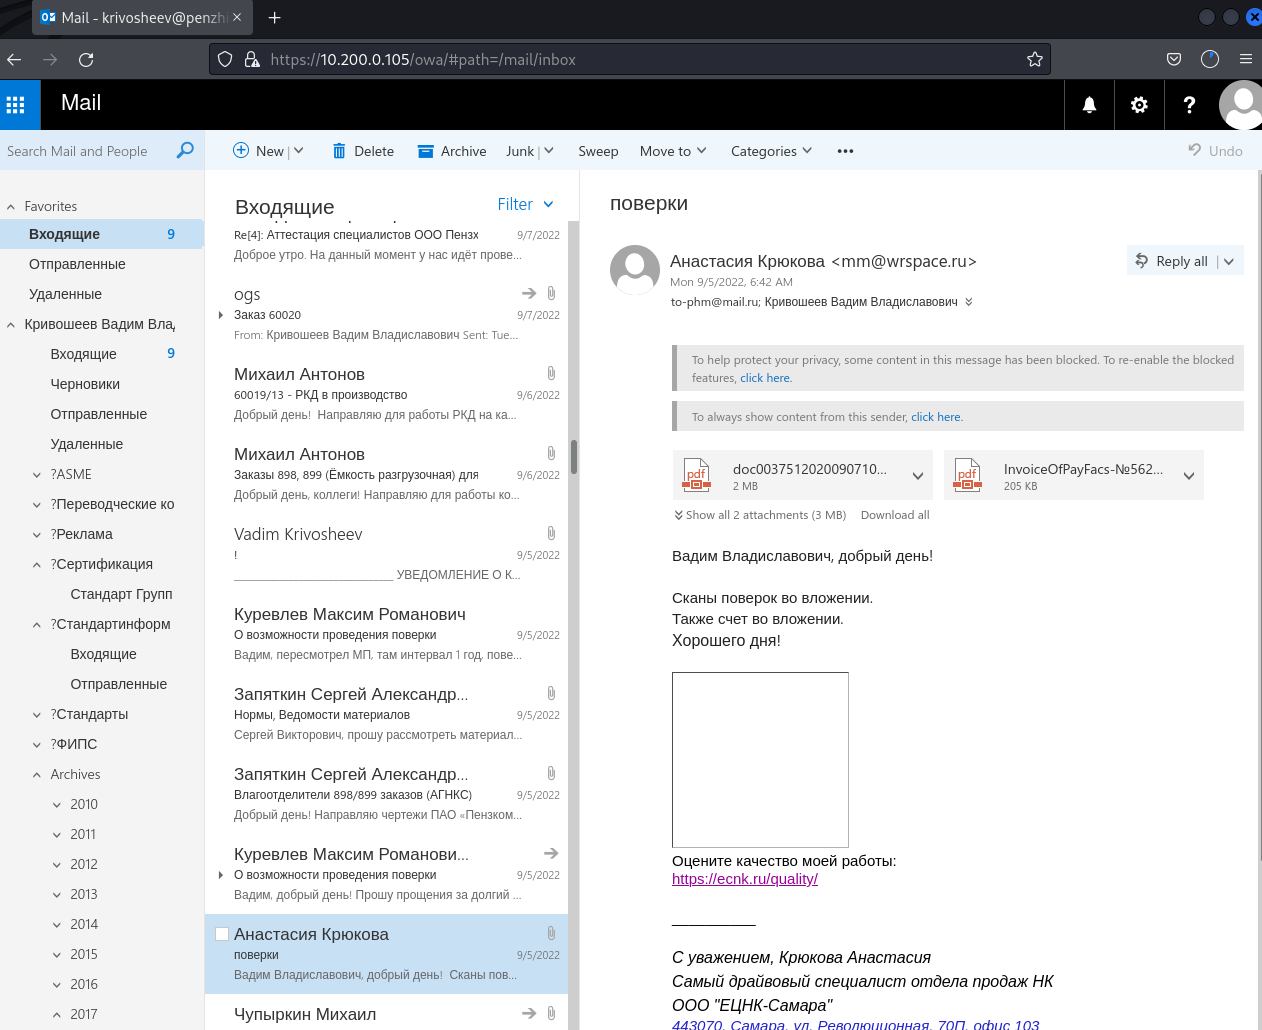 Mail - krivosheev@penzhi
https://10.200.0.105/owa/#path=/mail/inbox
Mail
Search Mail and People
New
Delete
Archive
Junk
Sweep
Move to
Categories
Undo
Favorites
Входящие 9
Отправленные
Удаленные
Кривошеев Вадим Влад
Входящие 9
Черновики
Отправленные
Удаленные
?ASME
?Переводческие ко
?Реклама
?Сертификация
Стандарт Групп
?Стандартинформ
Входящие
Отправленные
?Стандарты
?ФИПС
Archives
2010
2011
2012
2013
2014
2015
2016
2017
Входящие
Filter
Re[4]: Аттестация специалистов ООО Пензх 9/7/2022
Доброе утро. На данный момент у нас идёт прове...
ogs
Заказ 60020 9/7/2022
From: Кривошеев Вадим Владиславович Sent: Tue...
Михаил Антонов
60019/13 - РКД в производство 9/6/2022
Добрый день! Направляю для работы РКД на ка...
Михаил Антонов
Заказы 898, 899 (Ёмкость разгрузочная) для 9/6/2022
Добрый день, коллеги! Направляю для работы ко...
Vadim Krivosheev
! 9/5/2022
________________________________ УВЕДОМЛЕНИЕ О К...
Куревлев Максим Романович
О возможности проведения поверки 9/5/2022
Вадим, пересмотрел МП, там интервал 1 год. пове...
Запяткин Сергей Александр...
Нормы, Ведомости материалов 9/5/2022
Сергей Викторович, прошу рассмотреть материал...
Запяткин Сергей Александр...
Влагоотделители 898/899 заказов (АГНКС) 9/5/2022
Добрый день! Направляю чертежи ПАО «Пензком...
Куревлев Максим Романови...
О возможности проведения поверки 9/5/2022
Вадим, добрый день! Прошу прощения за долгий ...
Анастасия Крюкова
поверки 9/5/2022
Вадим Владиславович, добрый день! Сканы пов...
Чупыркин Михаил
поверки
Анастасия Крюкова <mm@wrspace.ru>
Mon 9/5/2022, 6:42 AM
to-phm@mail.ru; Кривошеев Вадим Владиславович
Reply all
To help protect your privacy, some content in this message has been blocked. To re-enable the blocked
features, click here.
To always show content from this sender, click here.
pdf
doc0037512020090710...
2 MB
pdf
InvoiceOfPayFacs-№562...
205 KB
Show all 2 attachments (3 MB) Download all
Вадим Владиславович, добрый день!
Сканы поверок во вложении.
Также счет во вложении.
Хорошего дня!
Оцените качество моей работы:
https://ecnk.ru/quality/
__________
С уважением, Крюкова Анастасия
Самый драйвовый специалист отдела продаж НК
ООО "ЕЦНК-Самара"
443070, Самара, ул. Революционная, 70П, офис 103